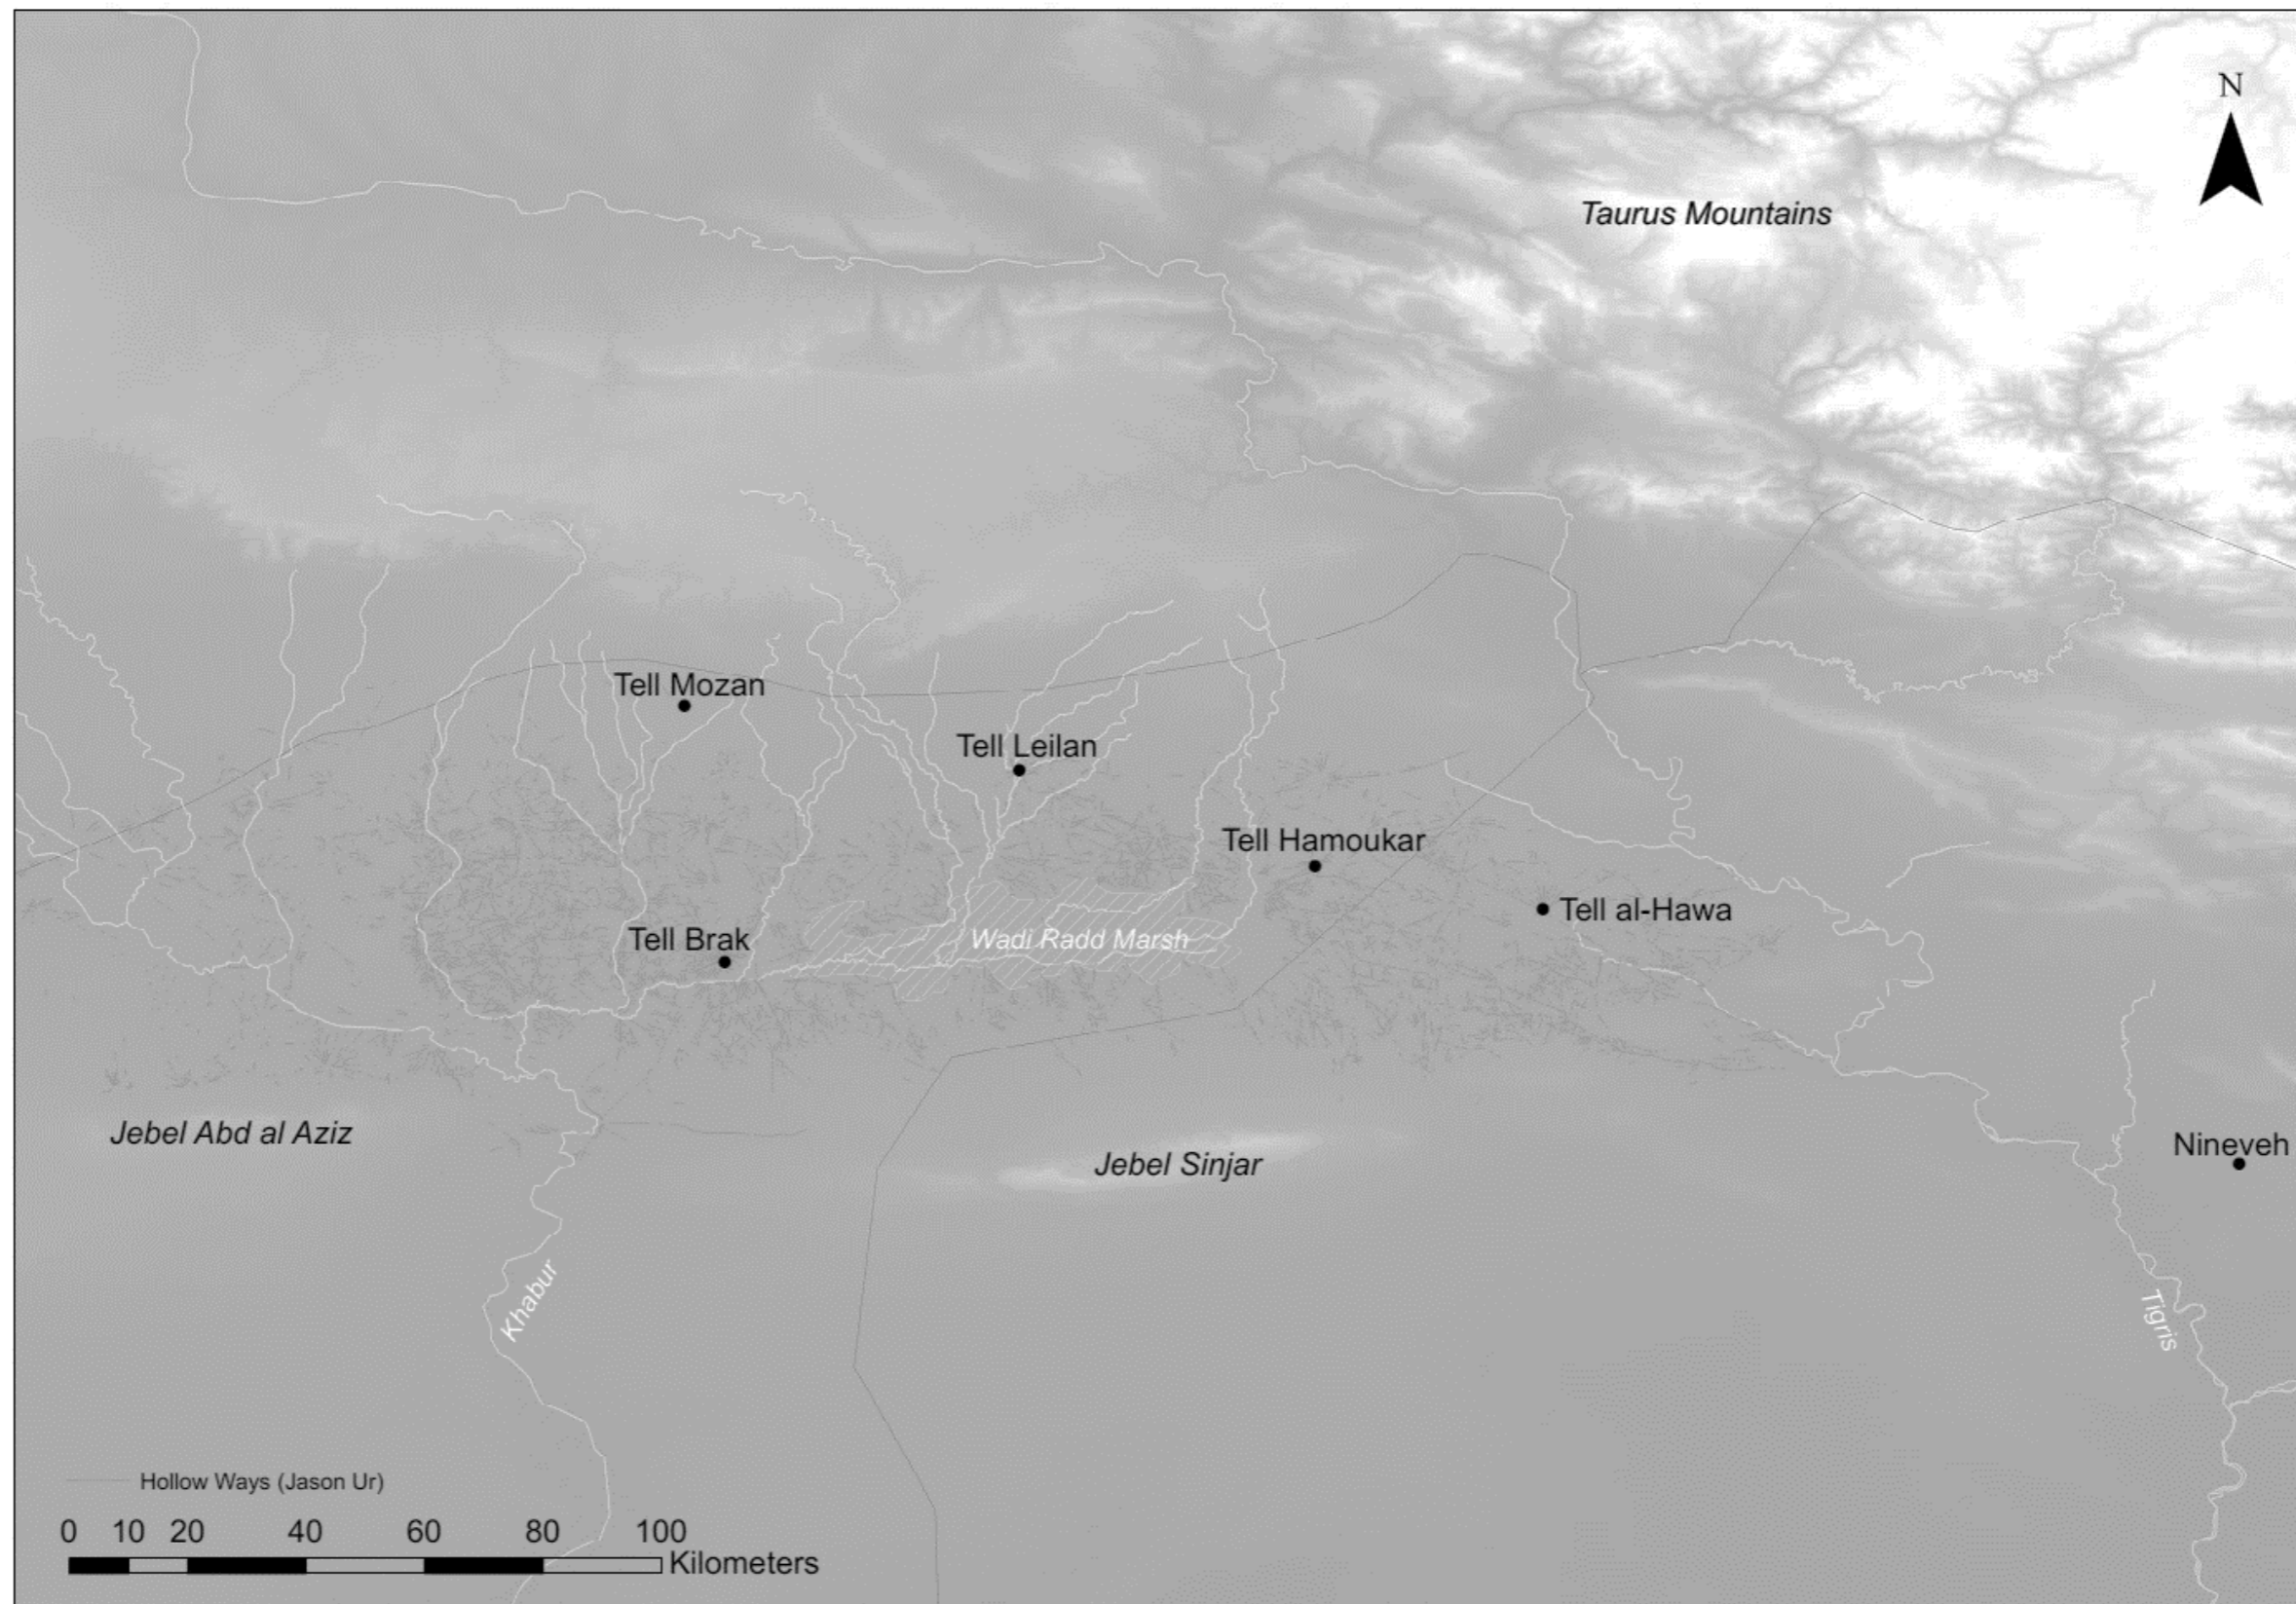 N
Taurus Mountains
Tell Mozan
Tell Leilan
Tell Hamoukar
Tell al-Hawa
Tell Brak
Wadi Radd Marsh
Jebel Abd al Aziz
Nineveh
Jebel Sinjar
Khabur
Tigris
Hollow Ways (Jason Ur)
0 10 20 40 60 80 100
Kilometers